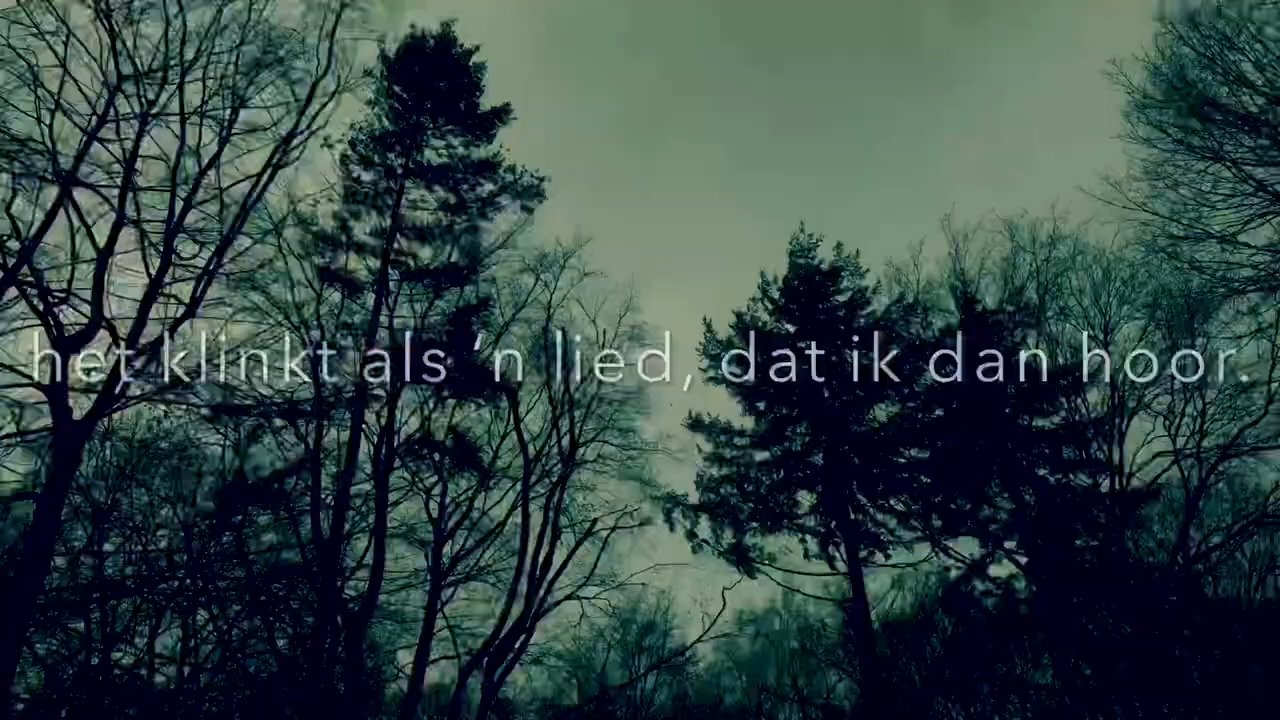 het klinkt als ‘n lied, dat ik dan hoor.